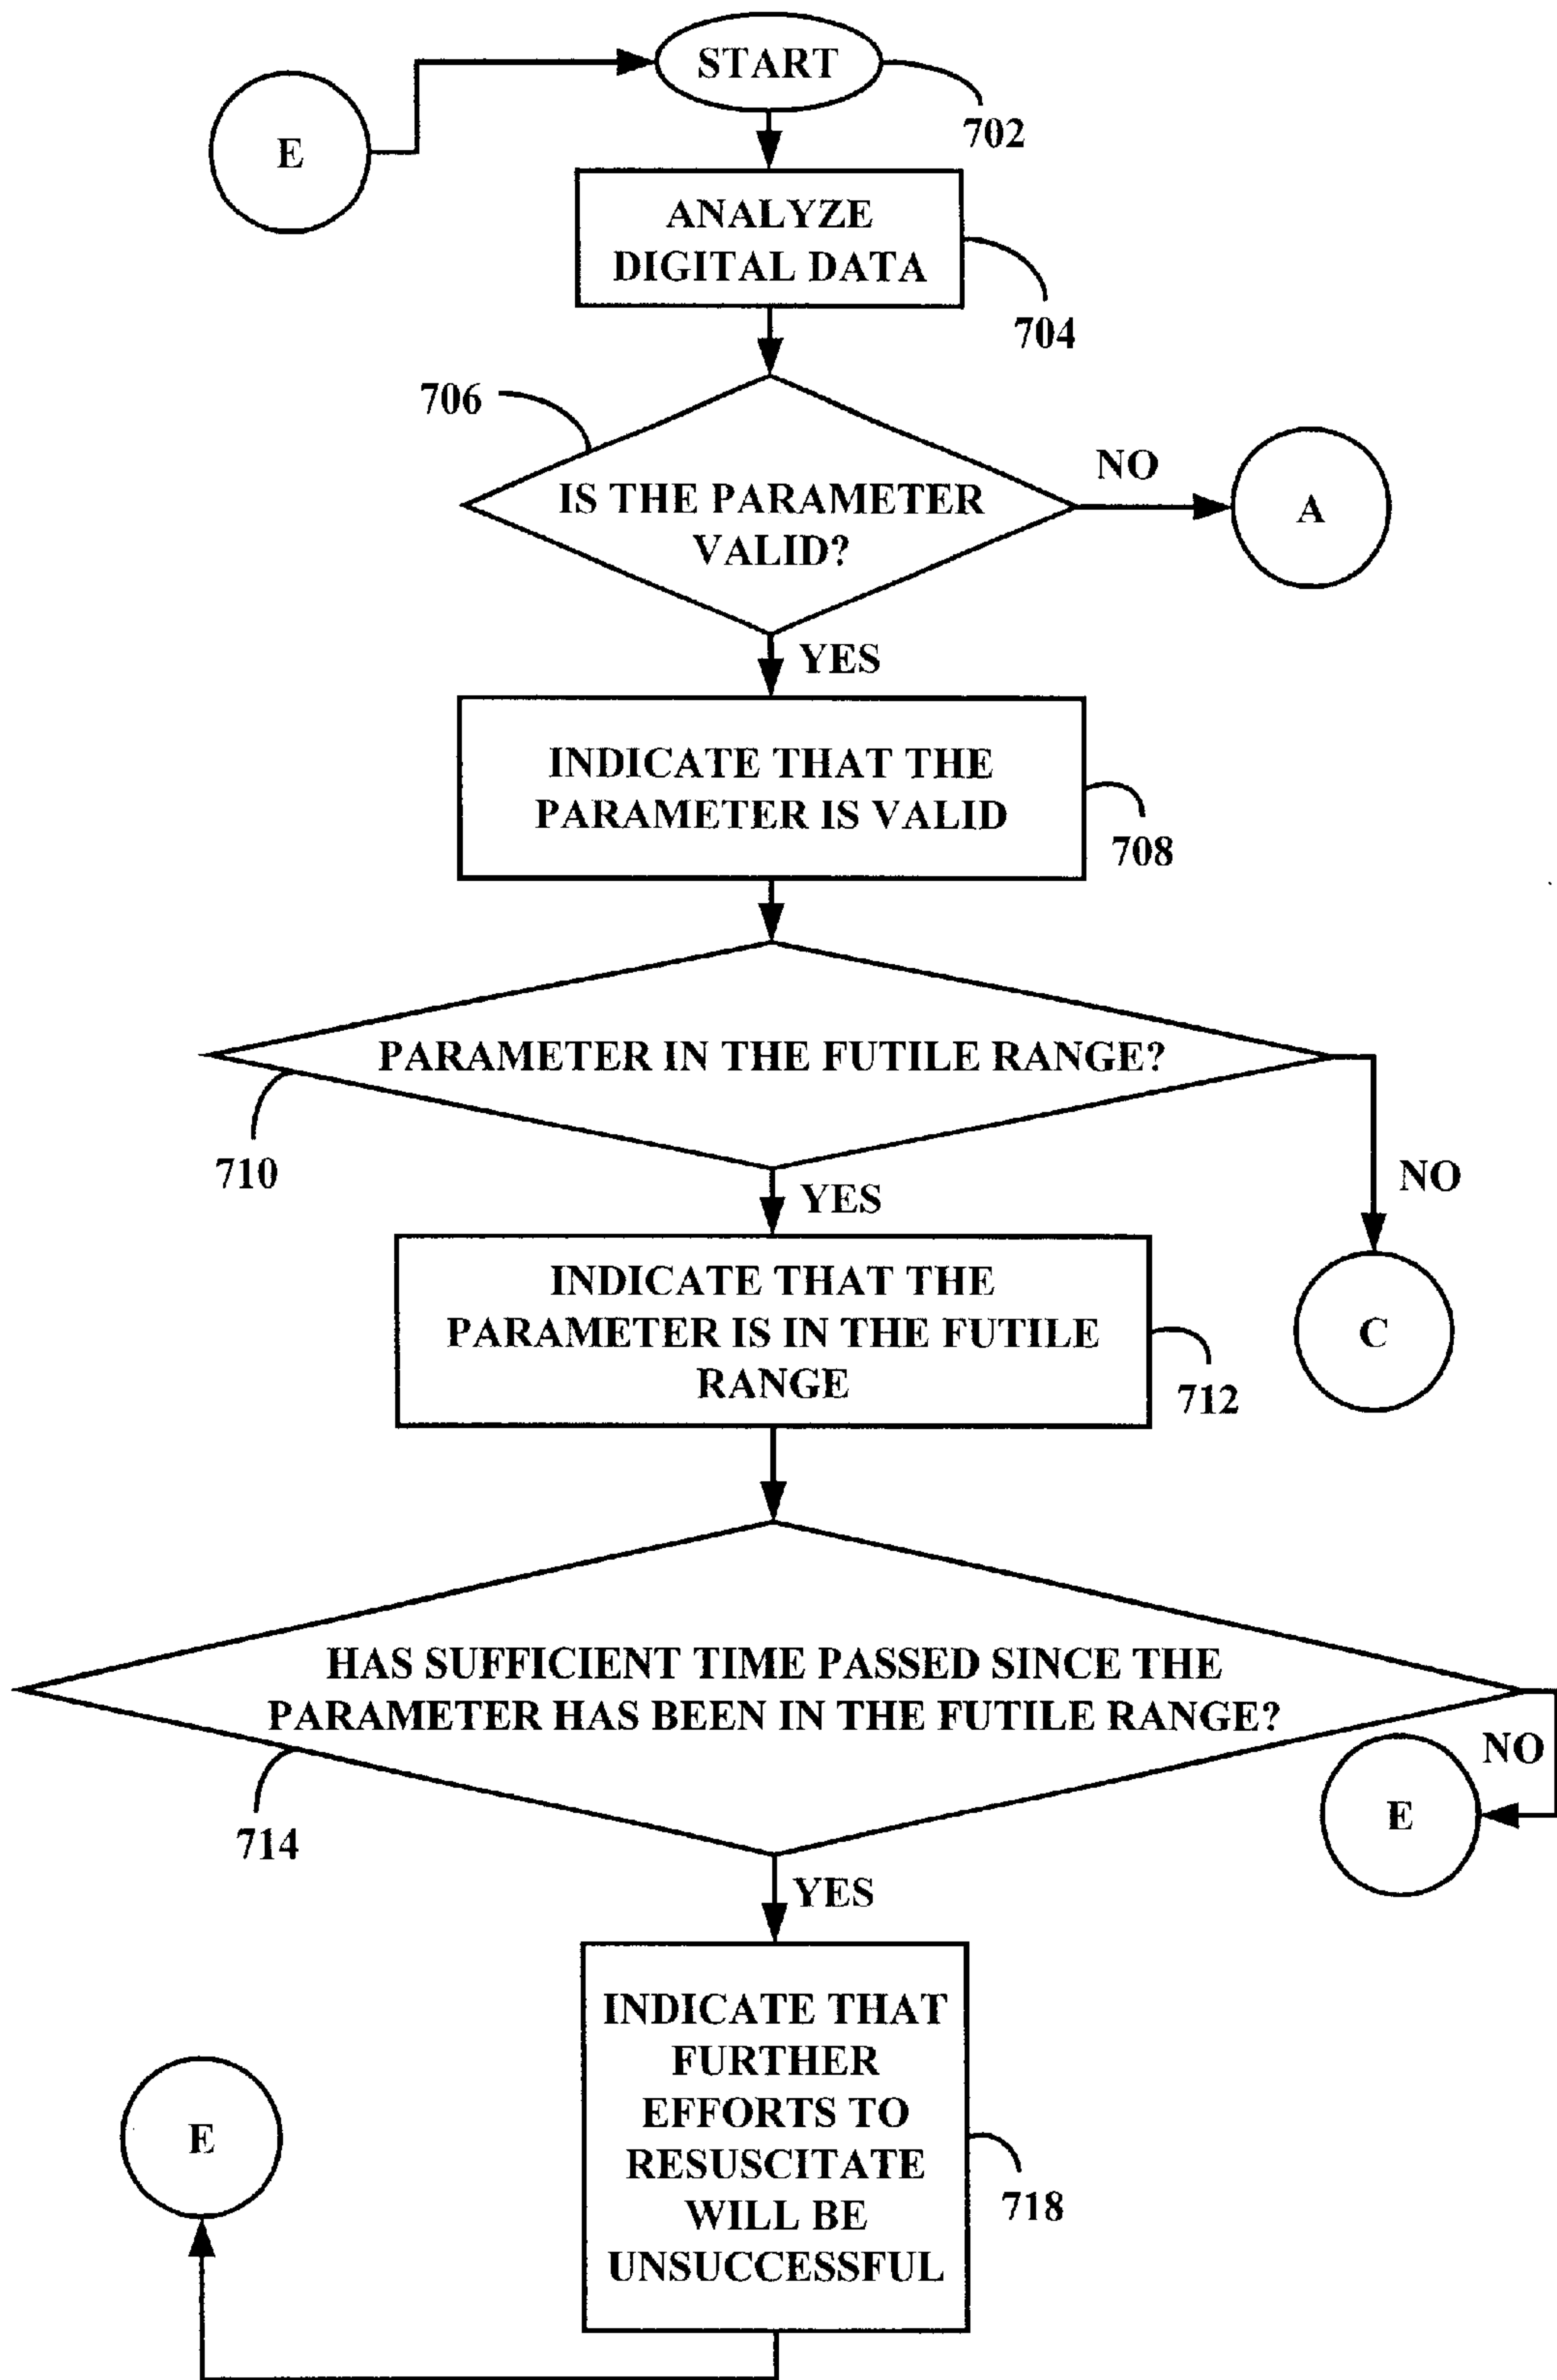 START
702
E
ANALYZE
DIGITAL DATA
704
706
IS THE PARAMETER
VALID?
NO
A
YES
INDICATE THAT THE
PARAMETER IS VALID
708
PARAMETER IN THE FUTILE RANGE?
710
YES
NO
INDICATE THAT THE
PARAMETER IS IN THE FUTILE
RANGE
712
C
HAS SUFFICIENT TIME PASSED SINCE THE
PARAMETER HAS BEEN IN THE FUTILE RANGE?
NO
E
714
YES
INDICATE THAT
FURTHER
EFFORTS TO
RESUSCITATE
WILL BE
UNSUCCESSFUL
718
E